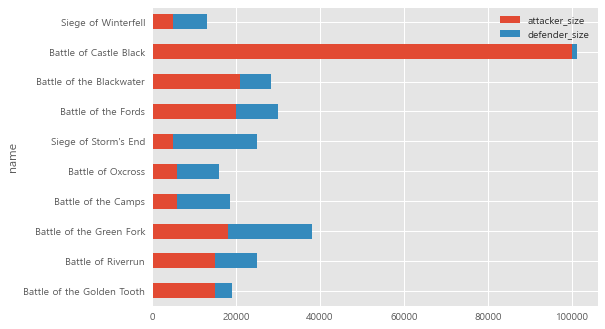 attacker_size
defender_size
name
Siege of Winterfell
Battle of Castle Black
Battle of the Blackwater
Battle of the Fords
Siege of Storm's End
Battle of Oxcross
Battle of the Camps
Battle of the Green Fork
Battle of Riverrun
Battle of the Golden Tooth
0 20000 40000 60000 80000 100000